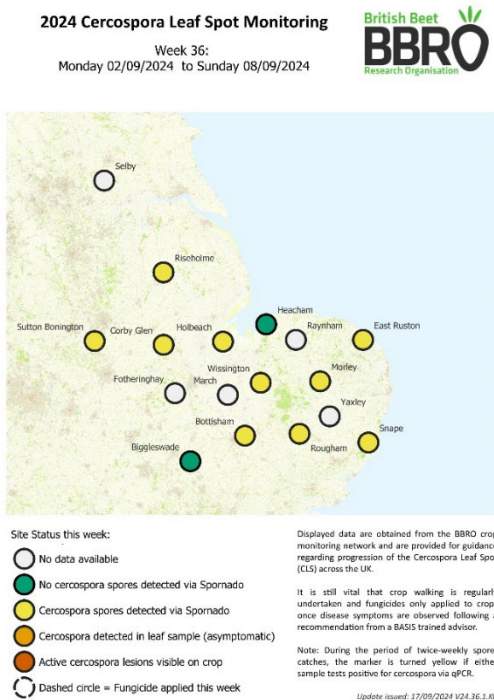 2024 Cercospora Leaf Spot Monitoring
Week 36:
Monday 02/09/2024 to Sunday 08/09/2024
British Beet
BBRO
Research Organisation
Selby
Riseholme
Heacham
Sutton Bonington
Corby Glen
Holbeach
Raynham
East Ruston
Wissington
Morley
Fotheringhay
March
Yaxley
Bottisham
Snape
Biggleswade
Rougham
Site Status this week:
No data available
No cercospora spores detected via Spornado
Cercospora spores detected via Spornado
Cercospora detected in leaf sample (asymptomatic)
Active cercospora lesions visible on crop
Dashed circle = Fungicide applied this week
Displayed data are obtained from the BBRO crop
monitoring network and are provided for guidance
regarding progression of the Cercospora Leaf Spo
(CLS) across the UK.
It is still vital that crop walking is regularl
undertaken and fungicides only applied to crop
once disease symptoms are observed following
recommendation from a BASIS trained advisor.
Note: During the period of twice-weekly spore
catches, the marker is turned yellow if eithe
sample tests positive for cercospora via qPCR.
Update issued: 17/09/2024 V24.36.1.